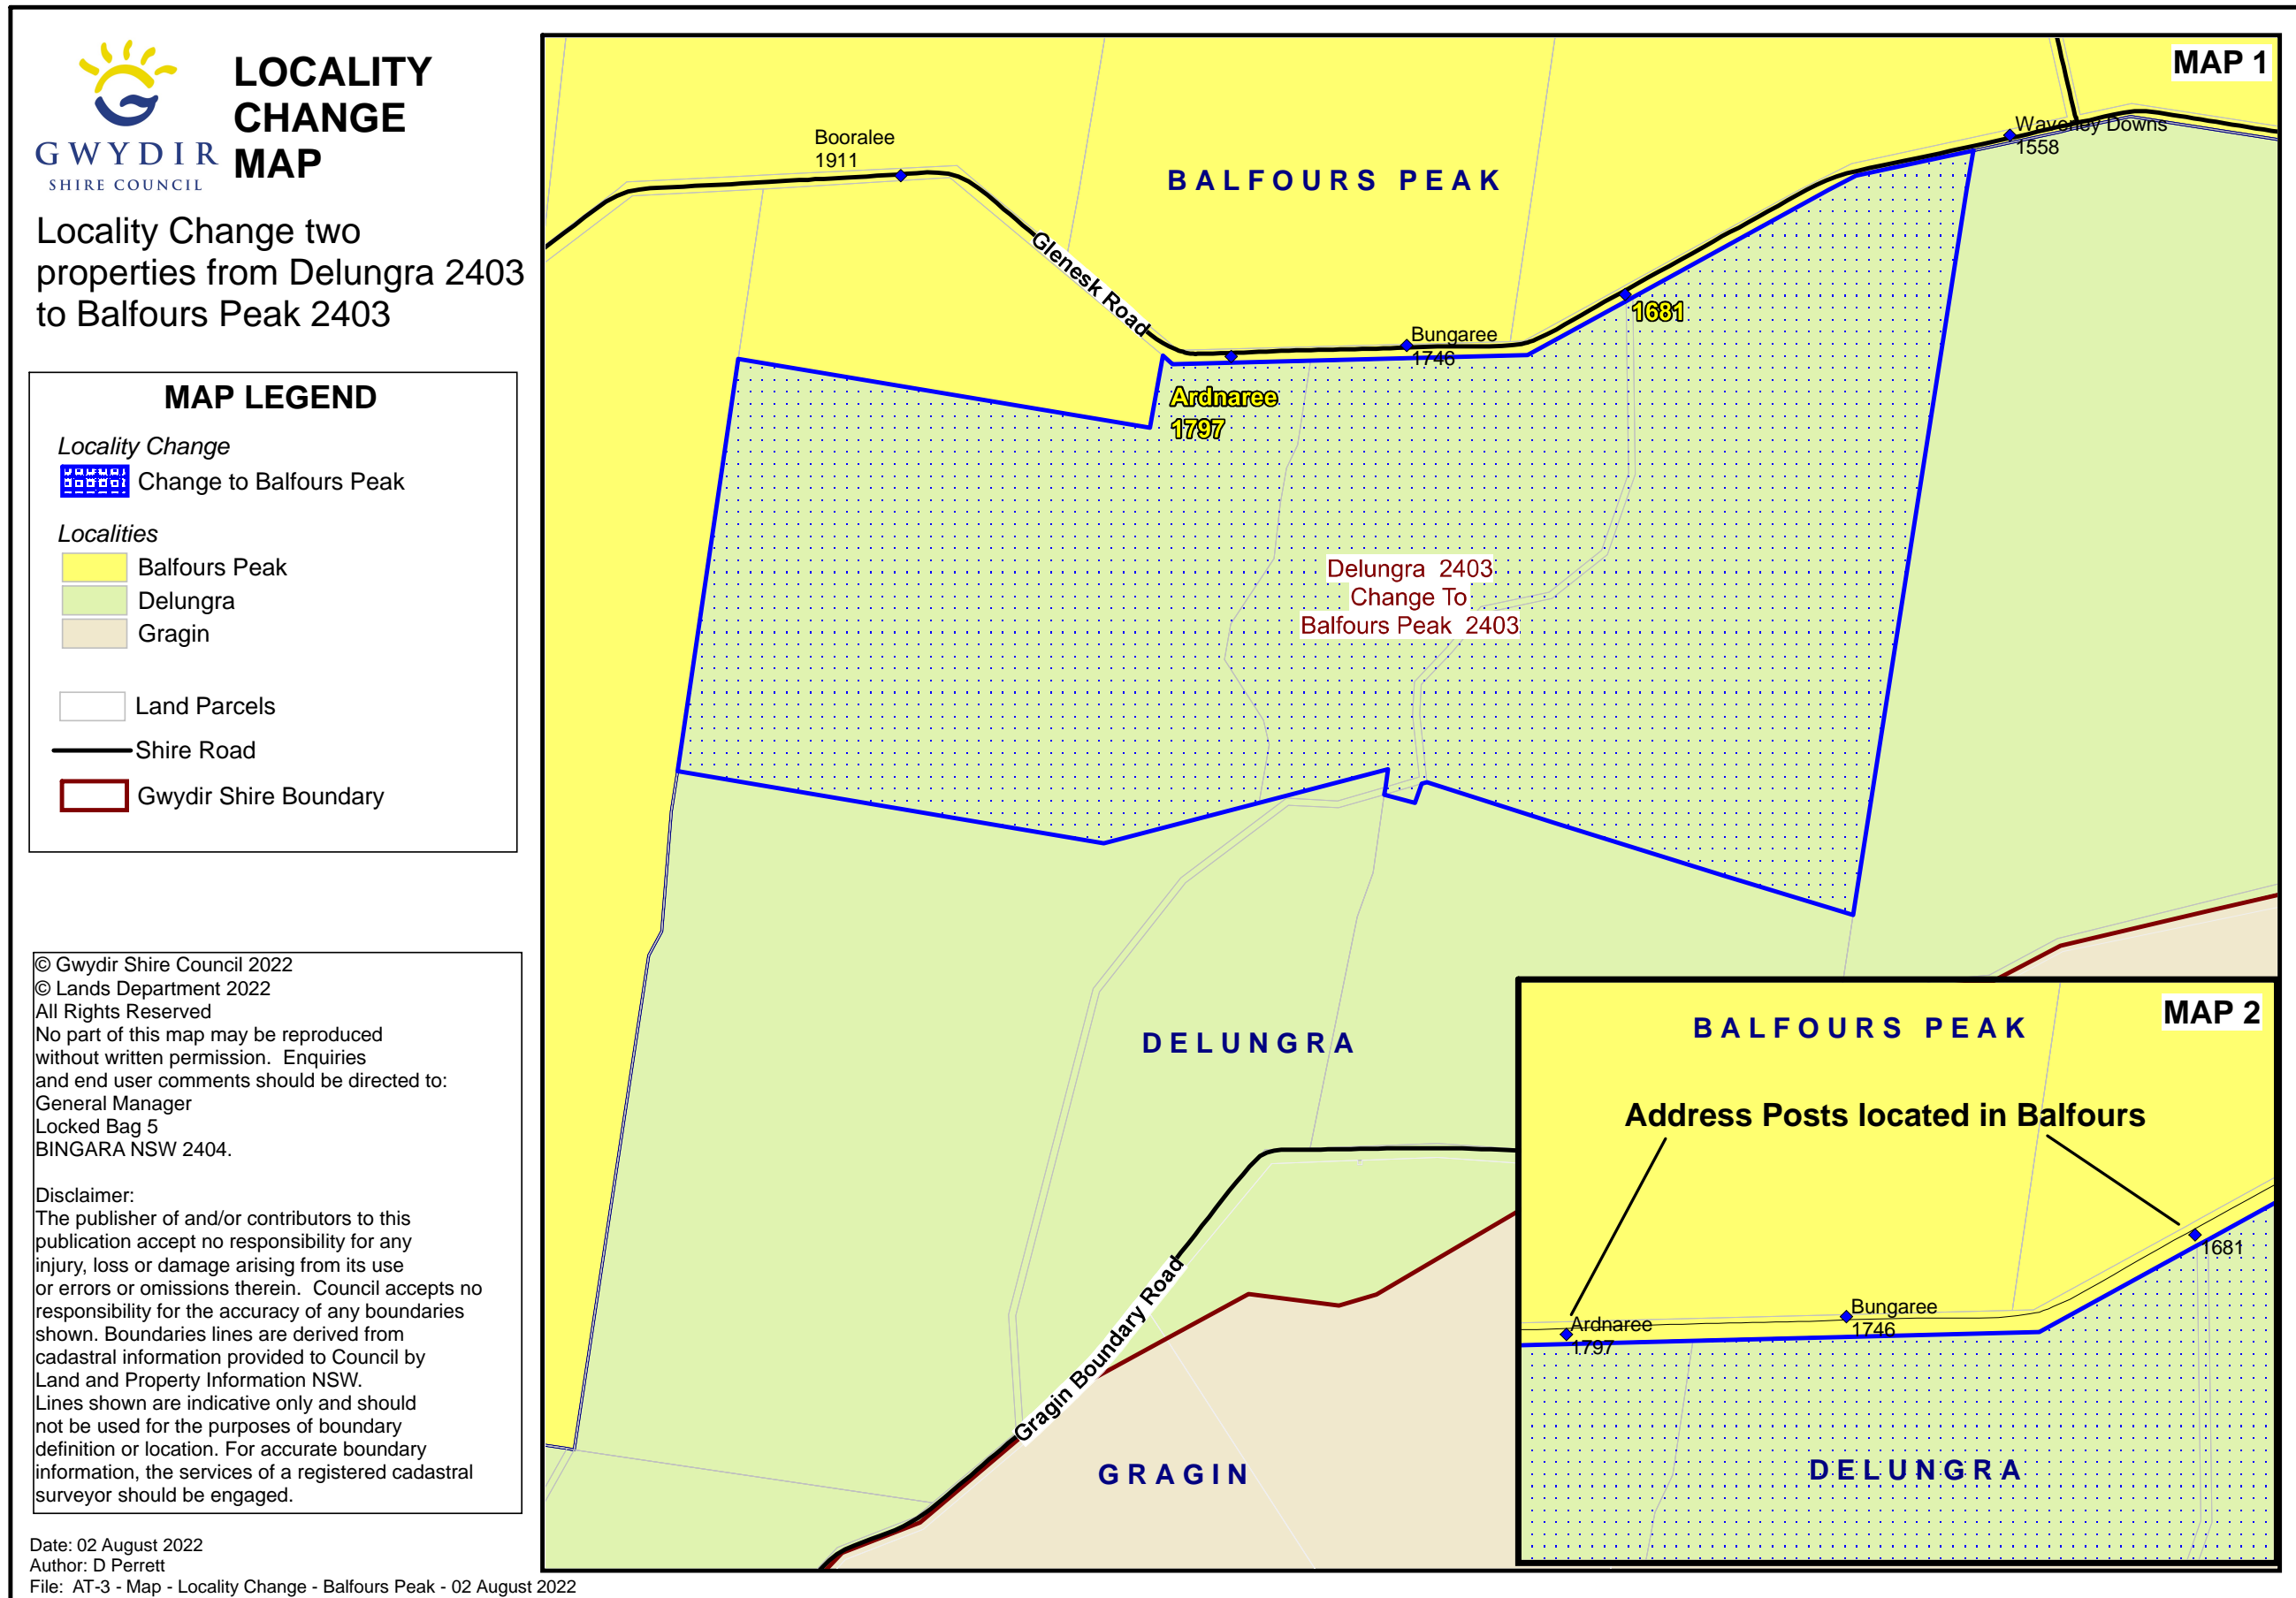 GWYDIR
SHIRE COUNCIL
LOCALITY
CHANGE
MAP
Locality Change two
properties from Delungra 2403
to Balfours Peak 2403
MAP LEGEND
Locality Change
Change to Balfours Peak
Localities
Balfours Peak
Delungra
Gragin
Land Parcels
Shire Road
Gwydir Shire Boundary
© Gwydir Shire Council 2022
© Lands Department 2022
All Rights Reserved
No part of this map may be reproduced
without written permission.  Enquiries
and end user comments should be directed to:
General Manager
Locked Bag 5
BINGARA NSW 2404.
Disclaimer:
The publisher of and/or contributors to this
publication accept no responsibility for any
injury, loss or damage arising from its use
or errors or omissions therein.  Council accepts no
responsibility for the accuracy of any boundaries
shown. Boundaries lines are derived from
cadastral information provided to Council by
Land and Property Information NSW.
Lines shown are indicative only and should
not be used for the purposes of boundary
definition or location. For accurate boundary
information, the services of a registered cadastral
surveyor should be engaged.
Date: 02 August 2022
Author: D Perrett
File:  AT-3 - Map - Locality Change - Balfours Peak - 02 August 2022
MAP 1
Booralee
1911
BALFOURS PEAK
Waveney Downs
1558
Glenesk Road
1681
Bungaree
1746
Ardnaree
1797
Delungra  2403
Change To
Balfours Peak  2403
DELUNGRA
Gragin Boundary Road
GRAGIN
MAP 2
BALFOURS PEAK
Address Posts located in Balfours
1681
Bungaree
1746
Ardnaree
1797
DELUNGRA